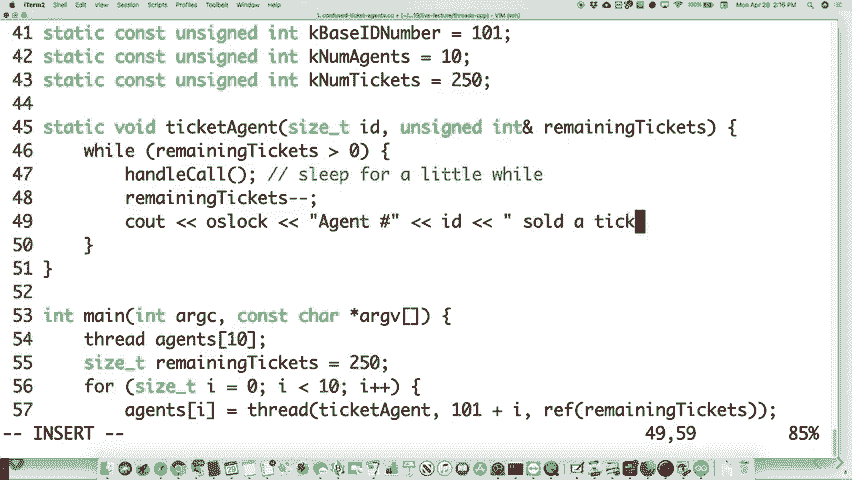 iTerm2 Shell Edit View Session Scripts Profiles Toolbelt Window Help
Mon Apr 20 2:16 PM
41 static const unsigned int kBaseIDNumber = 101;
42 static const unsigned int kNumAgents = 10;
43 static const unsigned int kNumTickets = 250;
44
45 static void ticketAgent(size_t id, unsigned int& remainingTickets) {
46 while (remainingTickets > 0) {
47 handleCall(); // sleep for a little while
48 remainingTickets--;
49 cout << oslock << "Agent #" << id << " sold a tick
50 }
51 }
52
53 int main(int argc, const char *argv[]) {
54 thread agents[10];
55 size_t remainingTickets = 250;
56 for (size_t i = 0; i < 10; i++) {
57 agents[i] = thread(ticketAgent, 101 + i, ref(remainingTickets));
-- INSERT -- 49,59 85%